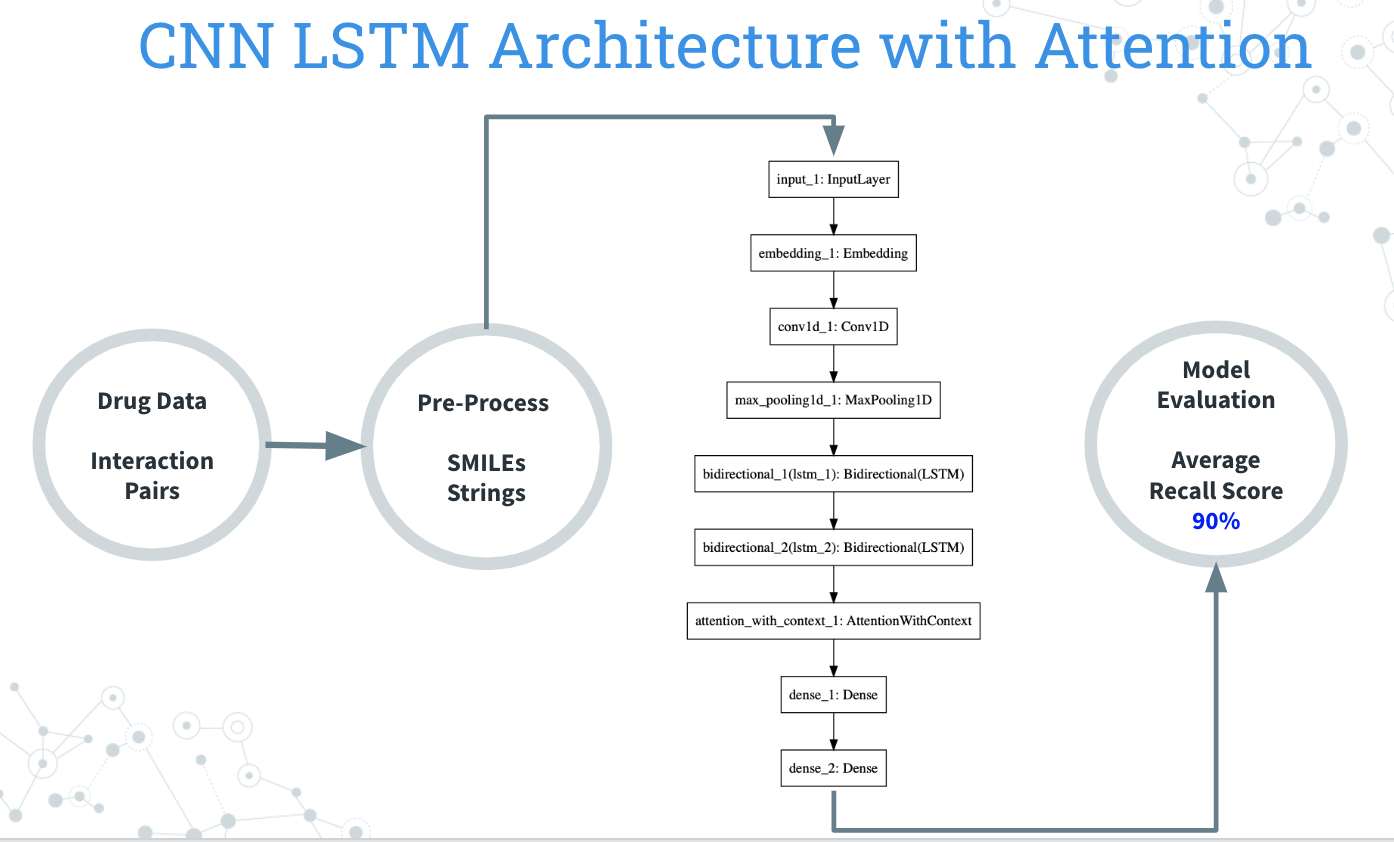 CNN LSTM Architecture with Attention
Drug Data
Interaction
Pairs
Pre-Process
SMILEs
Strings
input_1: InputLayer
embedding_1: Embedding
conv1d_1: Conv1D
max_pooling1d_1: MaxPooling1D
bidirectional_1(lstm_1): Bidirectional(LSTM)
bidirectional_2(lstm_2): Bidirectional(LSTM)
attention_with_context_1: AttentionWithContext
dense_1: Dense
dense_2: Dense
Model
Evaluation
Average
Recall Score
90%